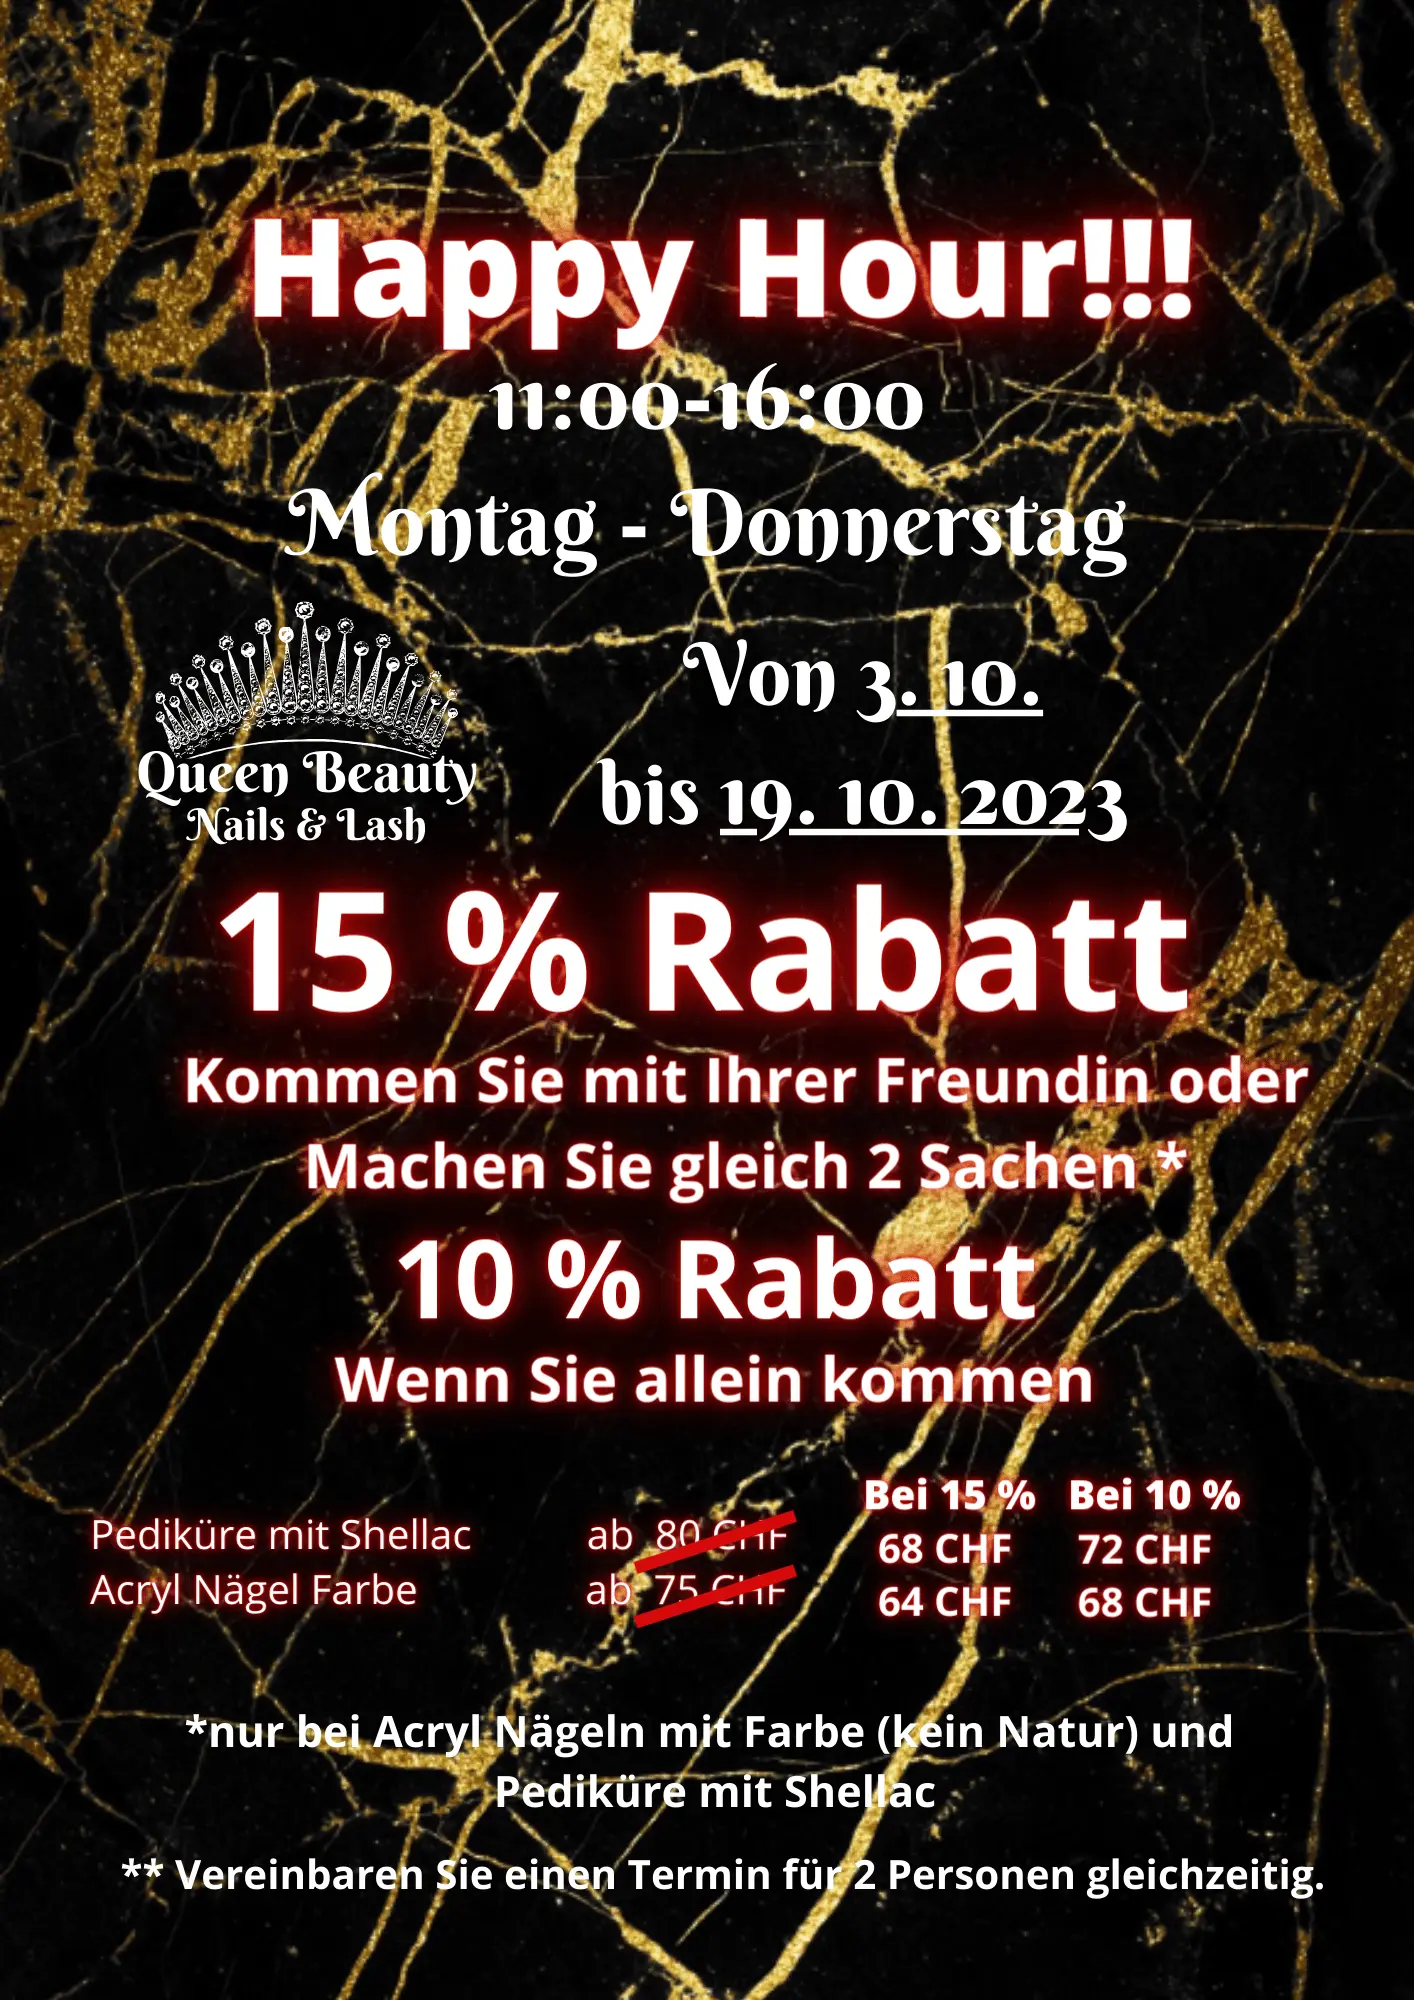 Happy Hour!!!
11:00-16:00
Montag - Donnerstag
Von 3. 10.
bis 19. 10. 2023
Queen Beauty
Nails & Lash
15 % Rabatt
Kommen Sie mit Ihrer Freundin oder
Machen Sie gleich 2 Sachen *
10 % Rabatt
Wenn Sie allein kommen
Bei 15 % Bei 10 %
Pediküre mit Shellac ab 80 CHF 68 CHF 72 CHF
Acryl Nägel Farbe ab 75 CHF 64 CHF 68 CHF
*nur bei Acryl Nägeln mit Farbe (kein Natur) und
Pediküre mit Shellac
** Vereinbaren Sie einen Termin für 2 Personen gleichzeitig.